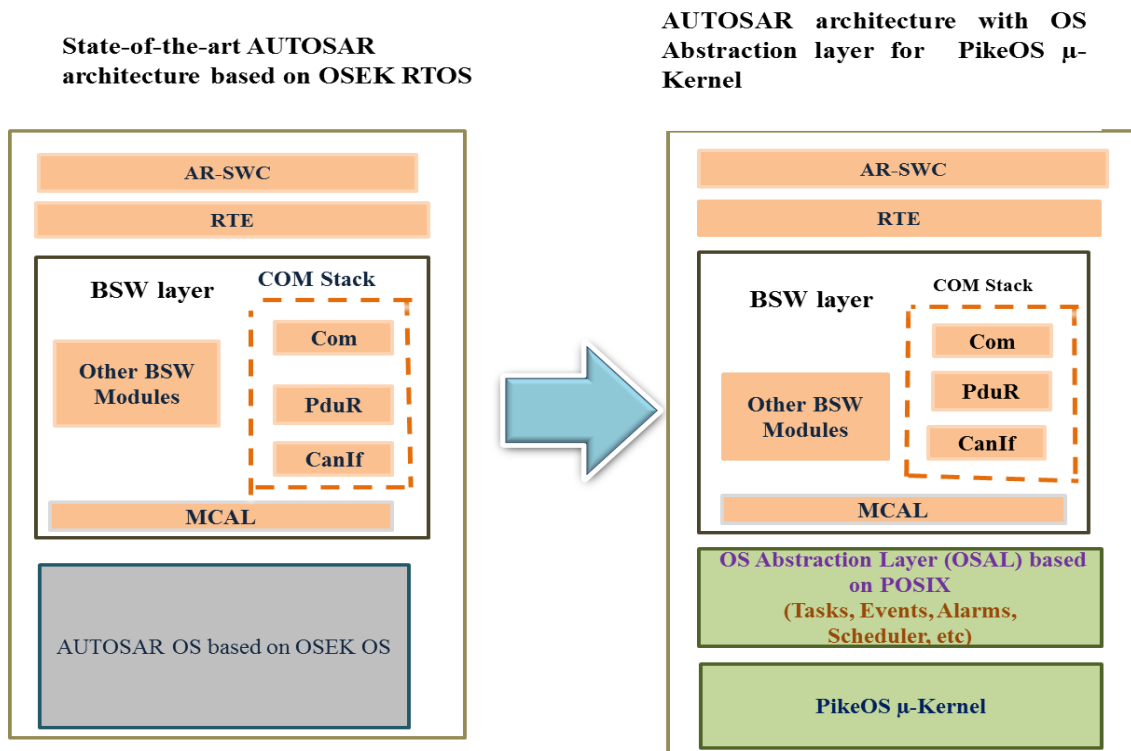 State-of-the-art AUTOSAR
architecture based on OSEK RTOS
AR-SWC
RTE
BSW layer
COM Stack
Other BSW
Modules
Com
PduR
CanIf
MCAL
AUTOSAR OS based on OSEK OS
AUTOSAR architecture with OS
Abstraction layer for PikeOS μ-
Kernel
AR-SWC
RTE
BSW layer
COM Stack
Other BSW
Modules
Com
PduR
CanIf
MCAL
OS Abstraction Layer (OSAL) based
on POSIX
(Tasks, Events, Alarms,
Scheduler, etc)
PikeOS μ-Kernel